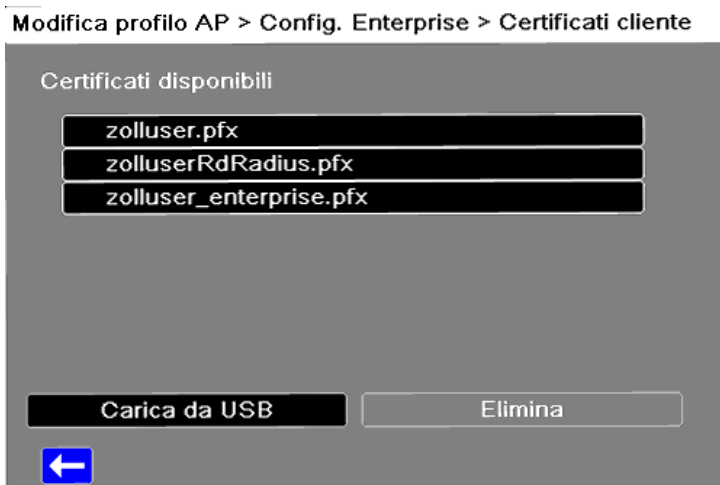 Modifica profilo AP > Config. Enterprise > Certificati cliente
Certificati disponibili
zolluser.pfx
zolluserRdRadius.pfx
zolluser_enterprise.pfx
Carica da USB
Elimina